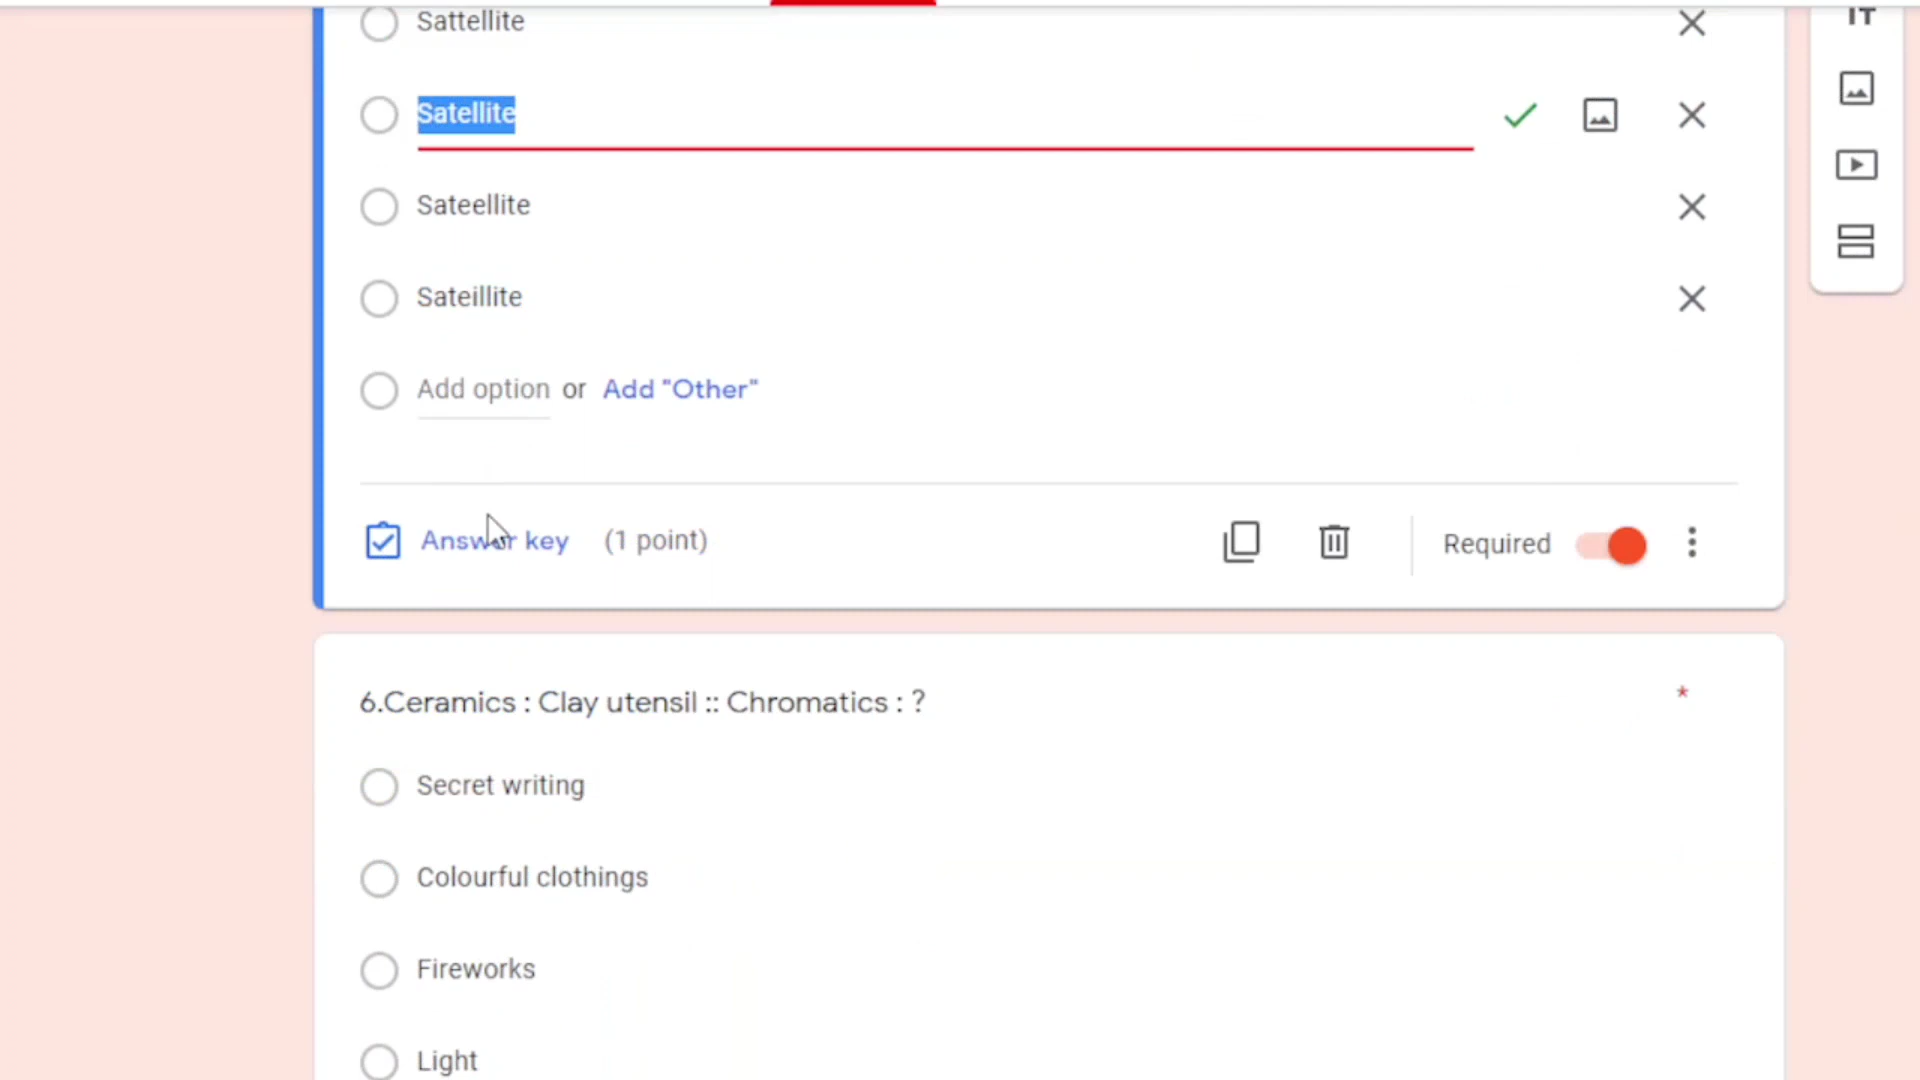 Sattellite
Satellite
Sateellite
Sateillite
Add option or Add "Other"
Answer key (1 point)
Required
6.Ceramics : Clay utensil :: Chromatics : ?
*
Secret writing
Colourful clothings
Fireworks
Light